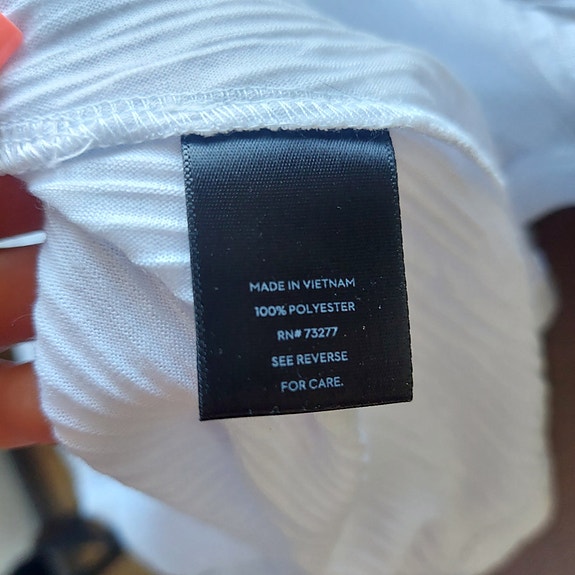 MADE IN VIETNAM
100% POLYESTER
RN# 73277
SEE REVERSE
FOR CARE.